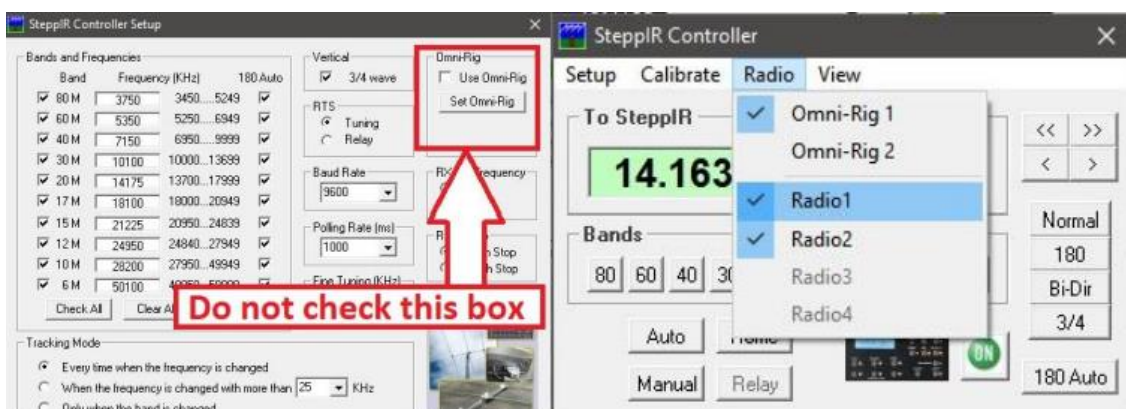 SteppIR Controller Setup
Bands and Frequencies
Band Frequency (KHz) 180 Auto
80 M 3750 3450.....5249
60 M 5350 5250....6949
40 M 7150 6950....9999
30 M 10100 10000...13699
20 M 14175 13700...17999
17 M 18100 18000...20949
15 M 21225 20950...24839
12 M 24950 24840...27949
10 M 28200 27950...49949
6 M 50100
Check All Clear
Tracking Mode
Every time when the frequency is changed
When the frequency is changed with more than 25 KHz
Only when the band is changed
Vertical
3/4 wave
RTS
Tuning
Relay
Baud Rate
9600
Polling Rate (ms)
1000
Fine Tuning (KHz)
Omni-Rig
Use Omni-Rig
Set Omni-Rig
Stop
Stop
Do not check this box
SteppIR Controller
Setup Calibrate Radio View
Omni-Rig 1
Omni-Rig 2
Radio1
Radio2
Radio3
Radio4
To SteppIR
14.163
<< >>
< >
Bands
80 60 40
Auto
Manual Relay
ON
Normal
180
Bi-Dir
3/4
180 Auto